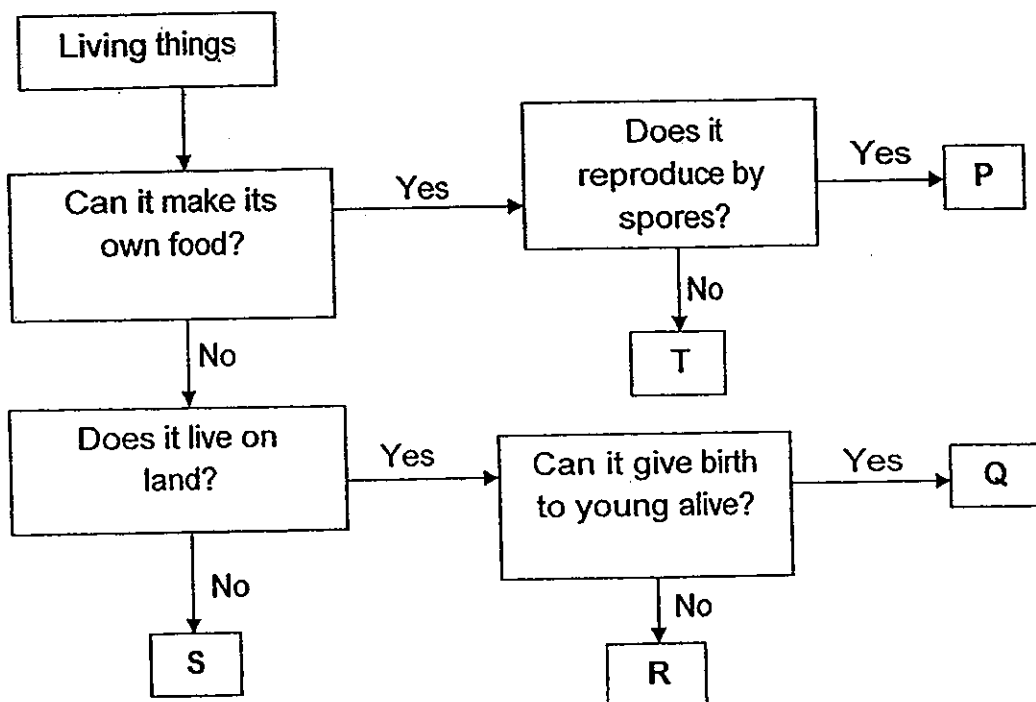 Living things
Can it make its
own food?
Yes
Does it
reproduce by
spores?
Yes
P
No
T
No
Does it live on
land?
Yes
Can it give birth
to young alive?
Yes
Q
No
S
No
R